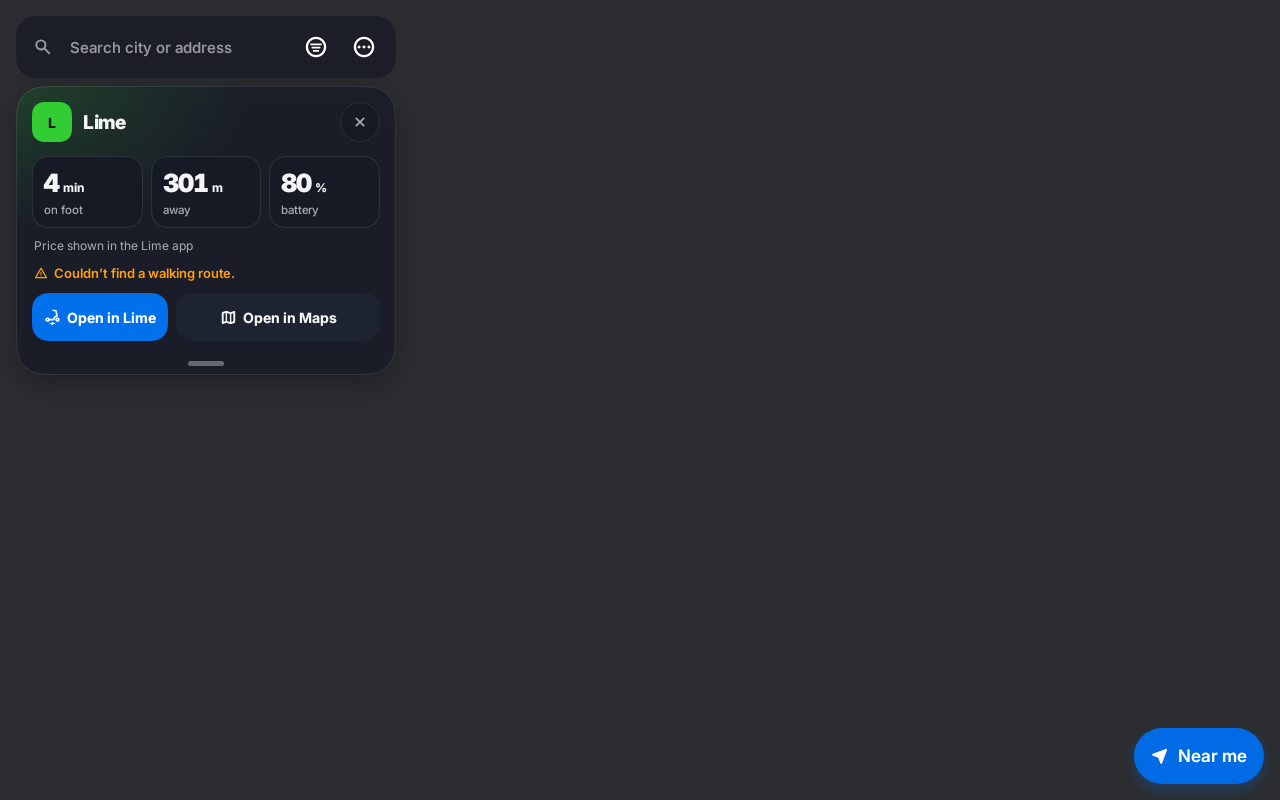 Search city or address
L Lime
4 min 301 m 80 %
on foot away battery
Price shown in the Lime app
Couldn’t find a walking route.
Open in Lime Open in Maps
Near me